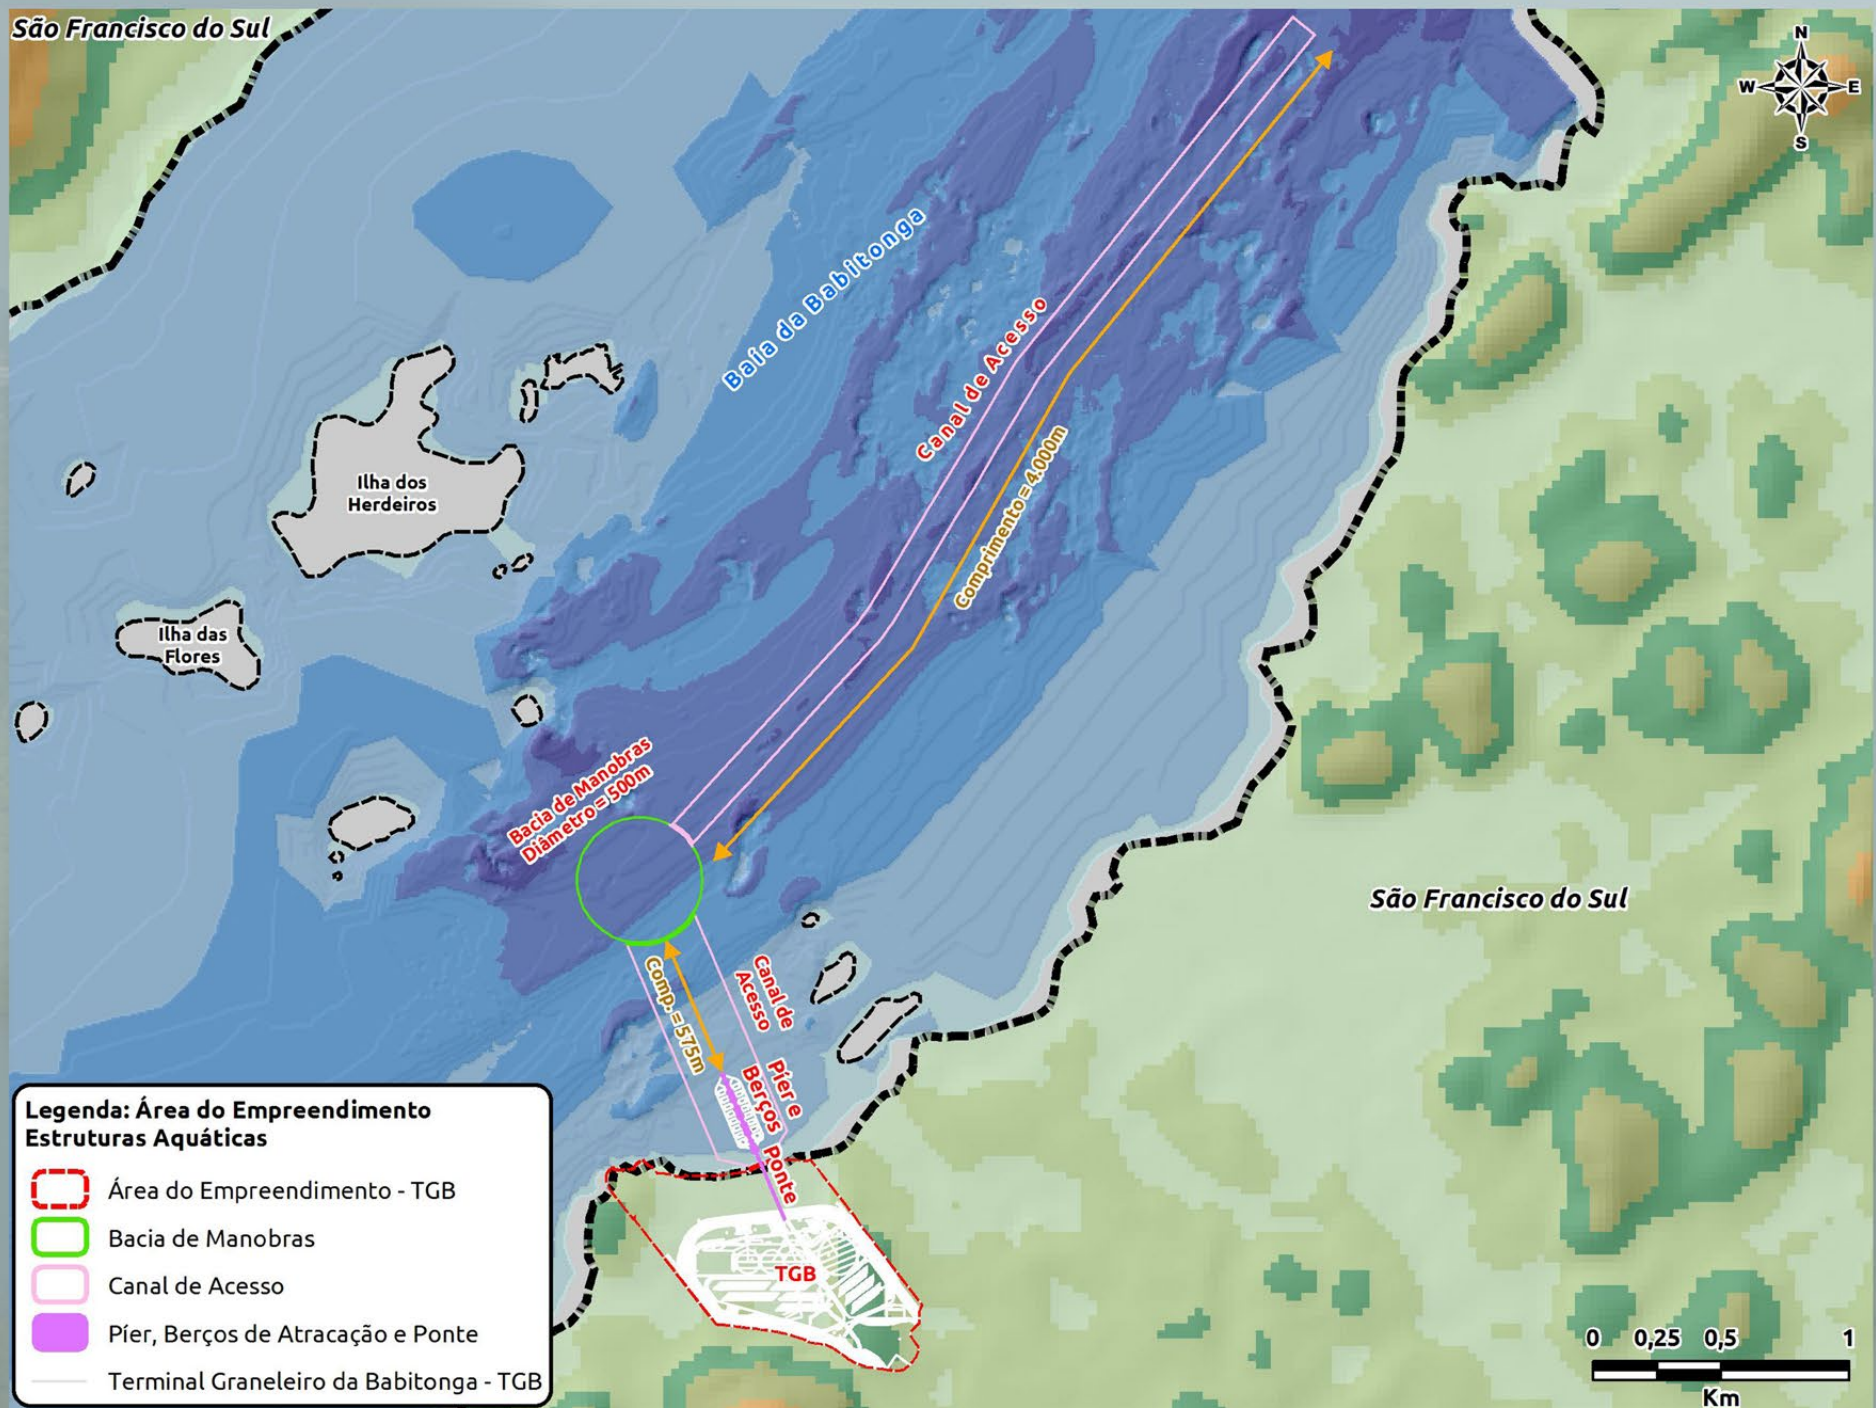 São Francisco do Sul
N
W E
S
Baía da Babitonga
Canal de Acesso
Comprimento = 4.000m
Ilha dos
Herdeiros
Ilha das
Flores
Bacia de Manobras
Diâmetro = 500m
São Francisco do Sul
Canal de
Acesso
Comp. = 575m
Píer e
Berços
Ponte
TGB
Legenda: Área do Empreendimento
Estruturas Aquáticas
Área do Empreendimento - TGB
Bacia de Manobras
Canal de Acesso
Píer, Berços de Atracação e Ponte
Terminal Graneleiro da Babitonga - TGB
0 0,25 0,5 1
Km